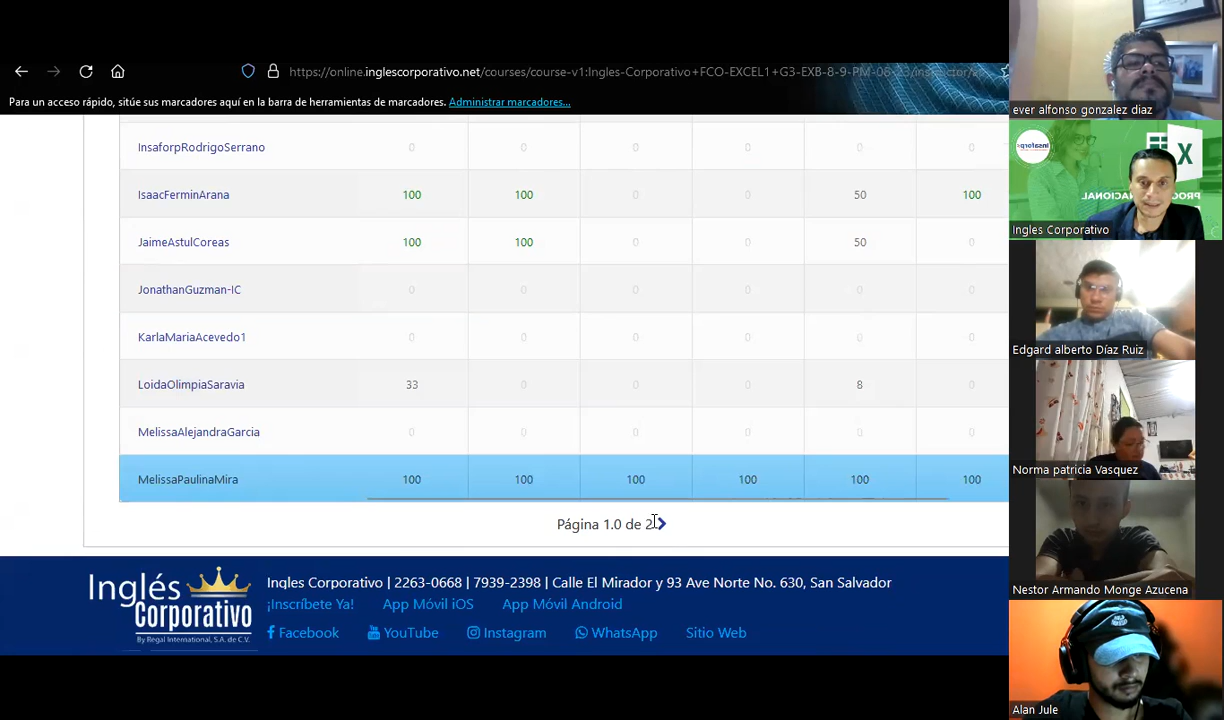 https://online.inglescorporativo.net/courses/course-v1:Ingles-Corporativo+FCO-EXCEL1+G3-EXB-8-9-PM-08-23/instructor/
Para un acceso rápido, sitúe sus marcadores aquí en la barra de herramientas de marcadores. Administrar marcadores...
InsaforpRodrigoSerrano 0 0 0 0 0 0
IsaacFerminArana 100 100 0 0 50 100
JaimeAstulCoreas 100 100 0 0 50 0
JonathanGuzman-IC 0 0 0 0 0 0
KarlaMariaAcevedo1 0 0 0 0 0 0
LoidaOlimpiaSaravia 33 0 0 0 8 0
MelissaAlejandraGarcia 0 0 0 0 0 0
MelissaPaulinaMira 100 100 100 100 100 100
Página 1.0 de 2
Inglés Corporativo
By Regal International, S.A. de C.V.
Ingles Corporativo | 2263-0668 | 7939-2398 | Calle El Mirador y 93 Ave Norte No. 630, San Salvador
¡Inscríbete Ya! App Móvil iOS App Móvil Android
Facebook YouTube Instagram WhatsApp Sitio Web
ever alfonso gonzalez diaz
Insaforp
X
Ingles Corporativo
Edgard alberto Díaz Ruiz
Norma patricia Vasquez
Nestor Armando Monge Azucena
Alan Jule